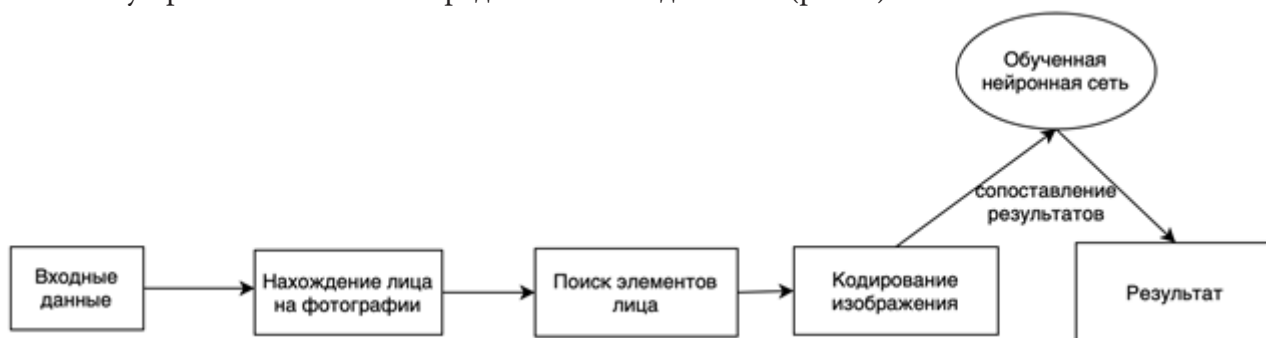 Обученная
нейронная сеть
сопоставление
результатов
Входные
данные
Нахождение лица
на фотографии
Поиск элементов
лица
Кодирование
изображения
Результат